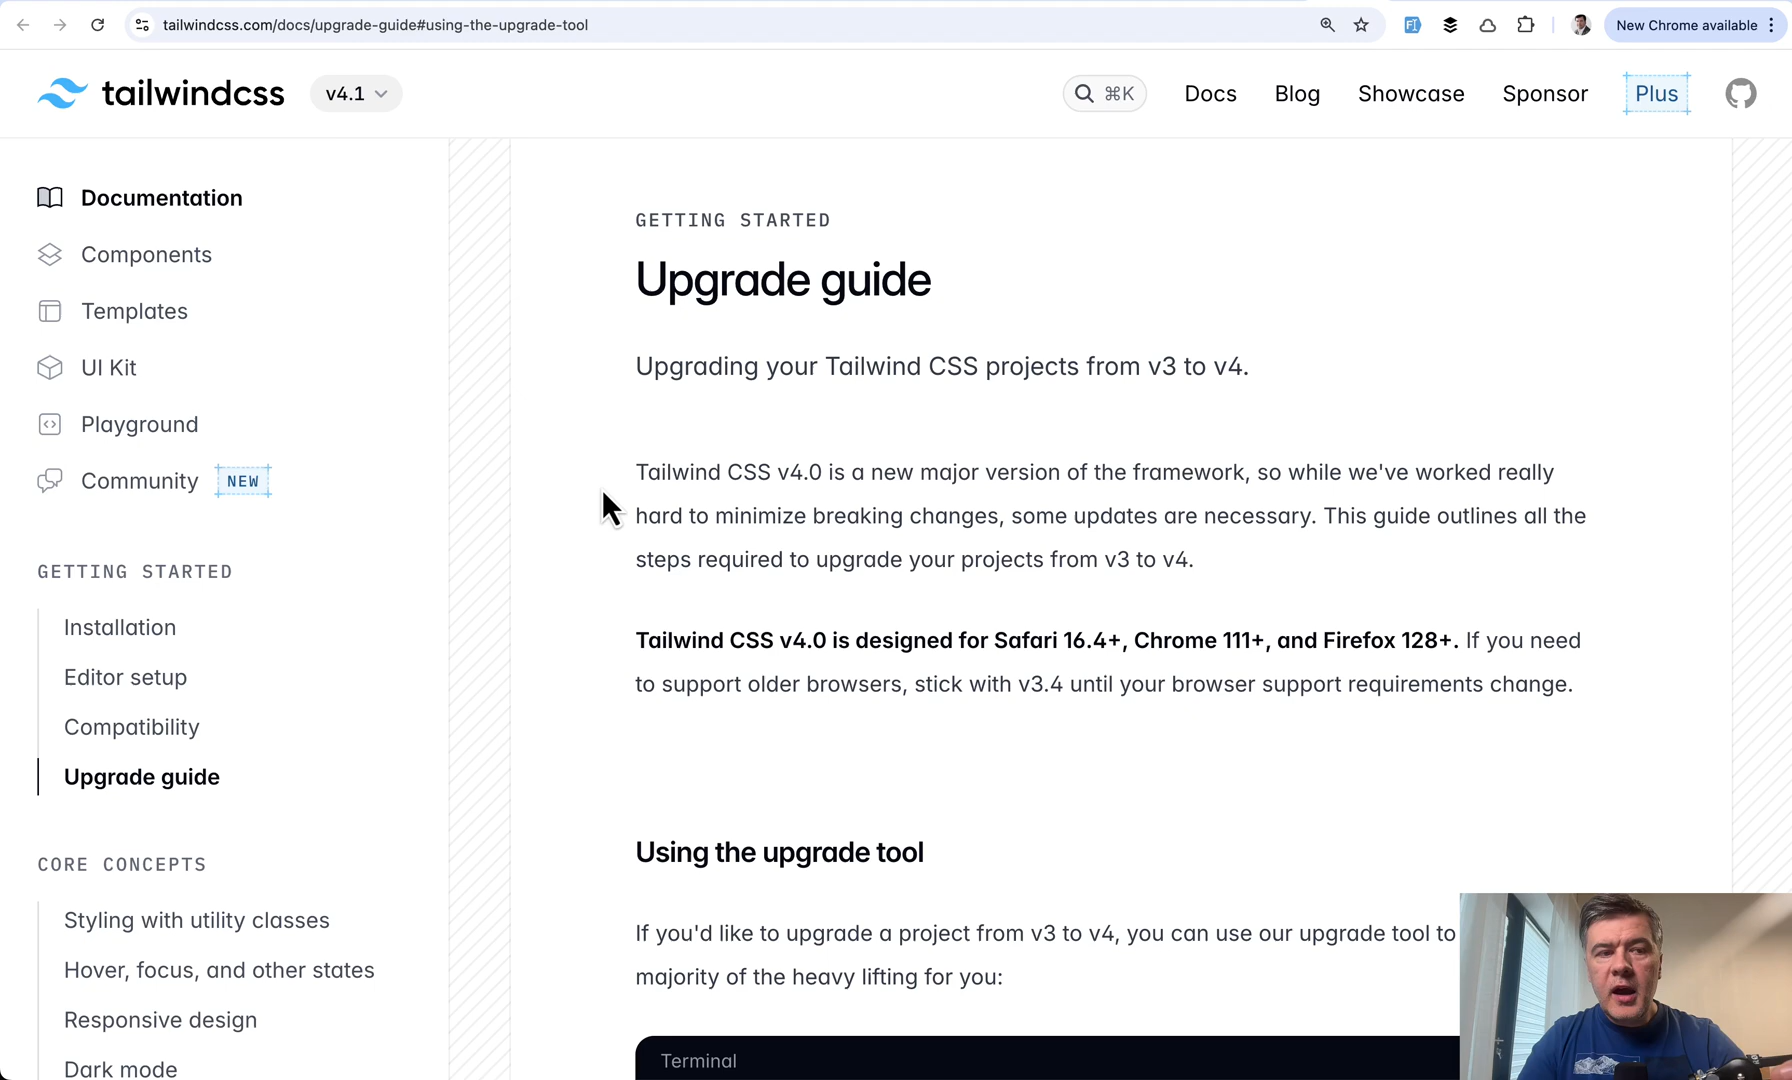 tailwindcss.com/docs/upgrade-guide#using-the-upgrade-tool
New Chrome available
tailwindcss
v4.1
⌘K
Docs
Blog
Showcase
Sponsor
Plus
Documentation
Components
Templates
UI Kit
Playground
Community
NEW
GETTING STARTED
Installation
Editor setup
Compatibility
Upgrade guide
CORE CONCEPTS
Styling with utility classes
Hover, focus, and other states
Responsive design
Dark mode
GETTING STARTED
Upgrade guide
Upgrading your Tailwind CSS projects from v3 to v4.
Tailwind CSS v4.0 is a new major version of the framework, so while we've worked really
hard to minimize breaking changes, some updates are necessary. This guide outlines all the
steps required to upgrade your projects from v3 to v4.
Tailwind CSS v4.0 is designed for Safari 16.4+, Chrome 111+, and Firefox 128+. If you need
to support older browsers, stick with v3.4 until your browser support requirements change.
Using the upgrade tool
If you'd like to upgrade a project from v3 to v4, you can use our upgrade tool to
majority of the heavy lifting for you:
Terminal